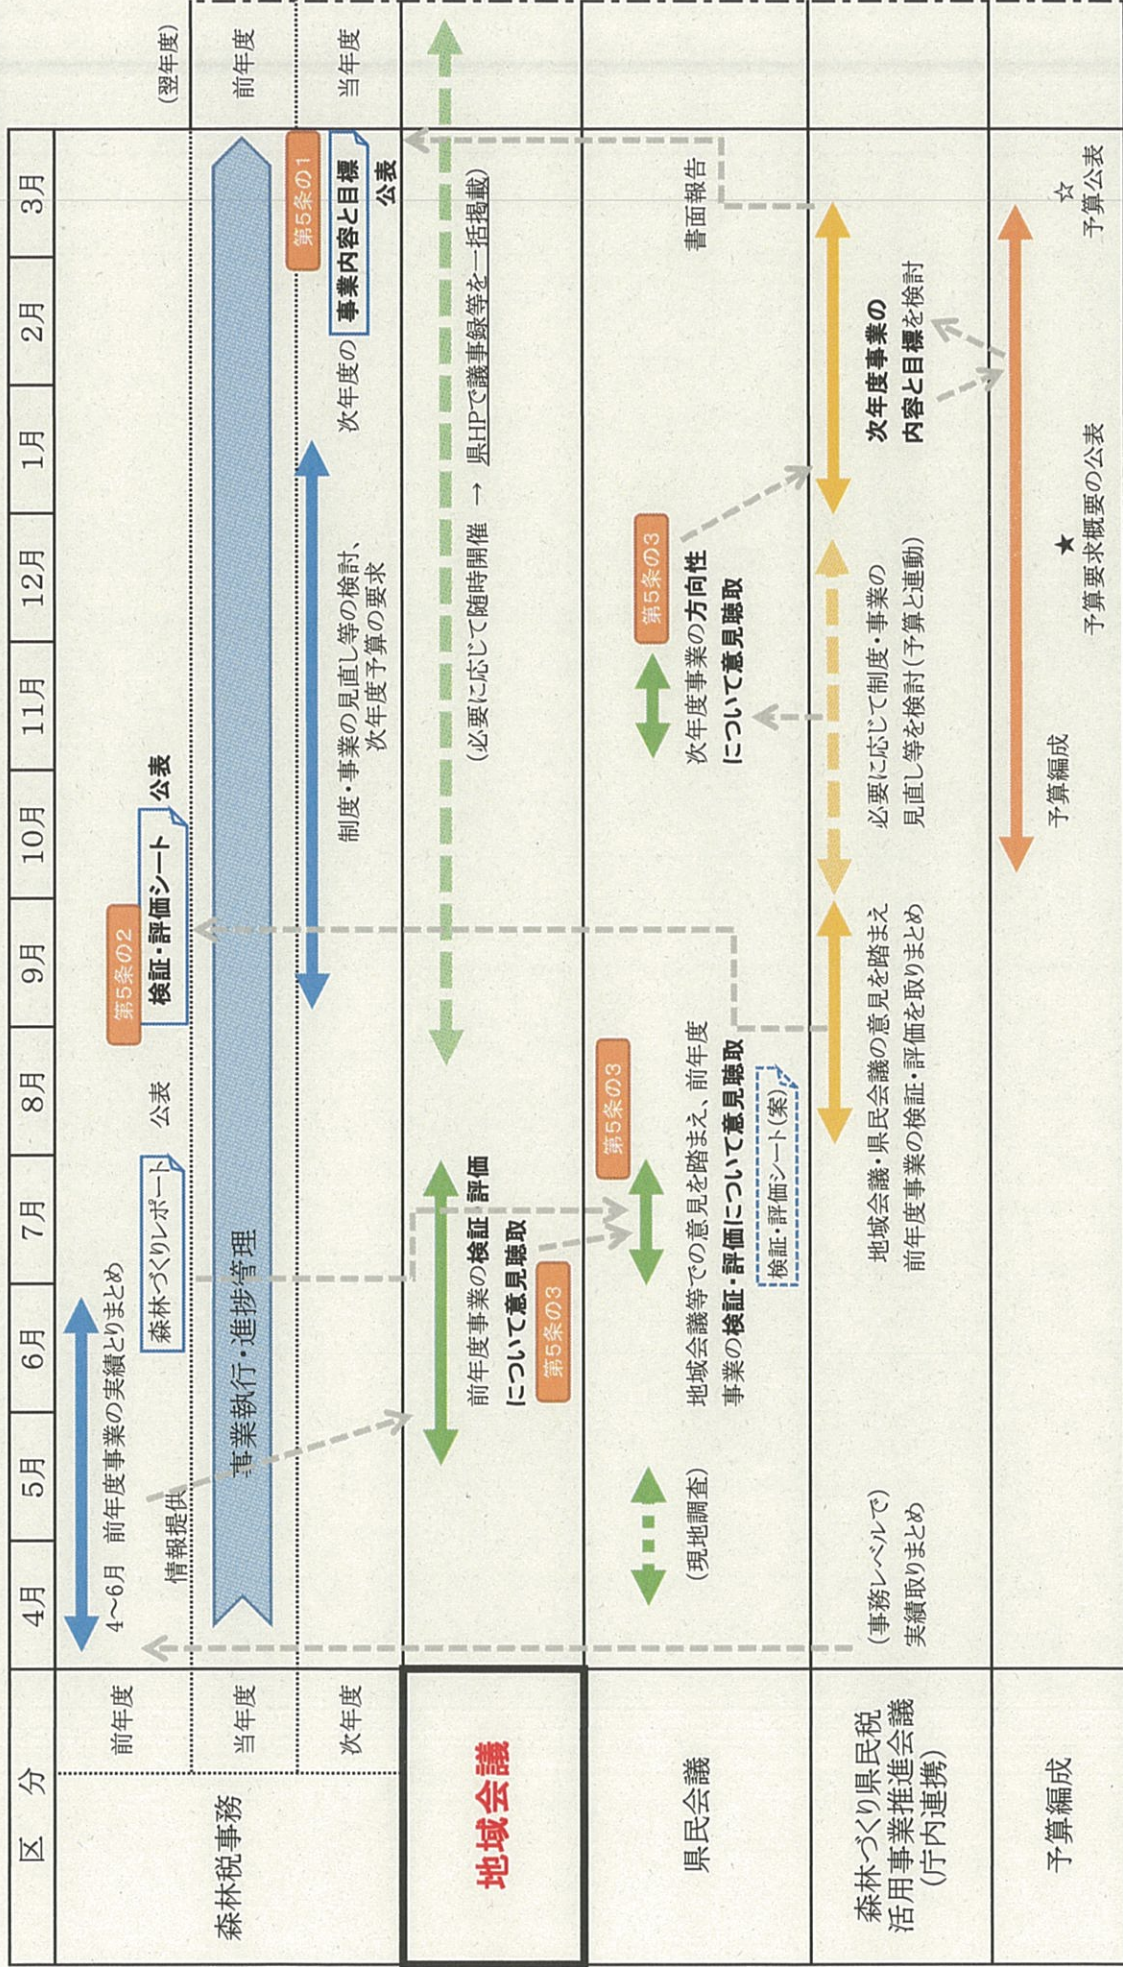 区　分
4月
5月
6月
7月
8月
9月
10月
11月
12月
1月
2月
3月
(翌年度)
森林税事務
前年度
4～6月　前年度事業の実績とりまとめ
情報提供
森林づくりレポート
公表
第5条の2
検証・評価シート
公表
当年度
事業執行・進捗管理
前年度
次年度
制度・事業の見直し等の検討、
次年度予算の要求
第5条の1
次年度の
事業内容と目標
公表
当年度
地域会議
前年度事業の検証・評価
について意見聴取
第5条の3
(必要に応じて随時開催 → 県HPで議事録等を一括掲載)
県民会議
(現地調査)
第5条の3
地域会議等での意見を踏まえ、前年度
事業の検証・評価について意見聴取
検証・評価シート(案)
第5条の3
次年度事業の方向性
について意見聴取
書面報告
森林づくり県民税
活用事業推進会議
(庁内連携)
(事務レベルで)
実績取りまとめ
地域会議・県民会議の意見を踏まえ
前年度事業の検証・評価を取りまとめ
必要に応じて制度・事業の
見直し等を検討(予算と連動)
次年度事業の
内容と目標を検討
予算編成
予算編成
★
予算要求概要の公表
☆
予算公表